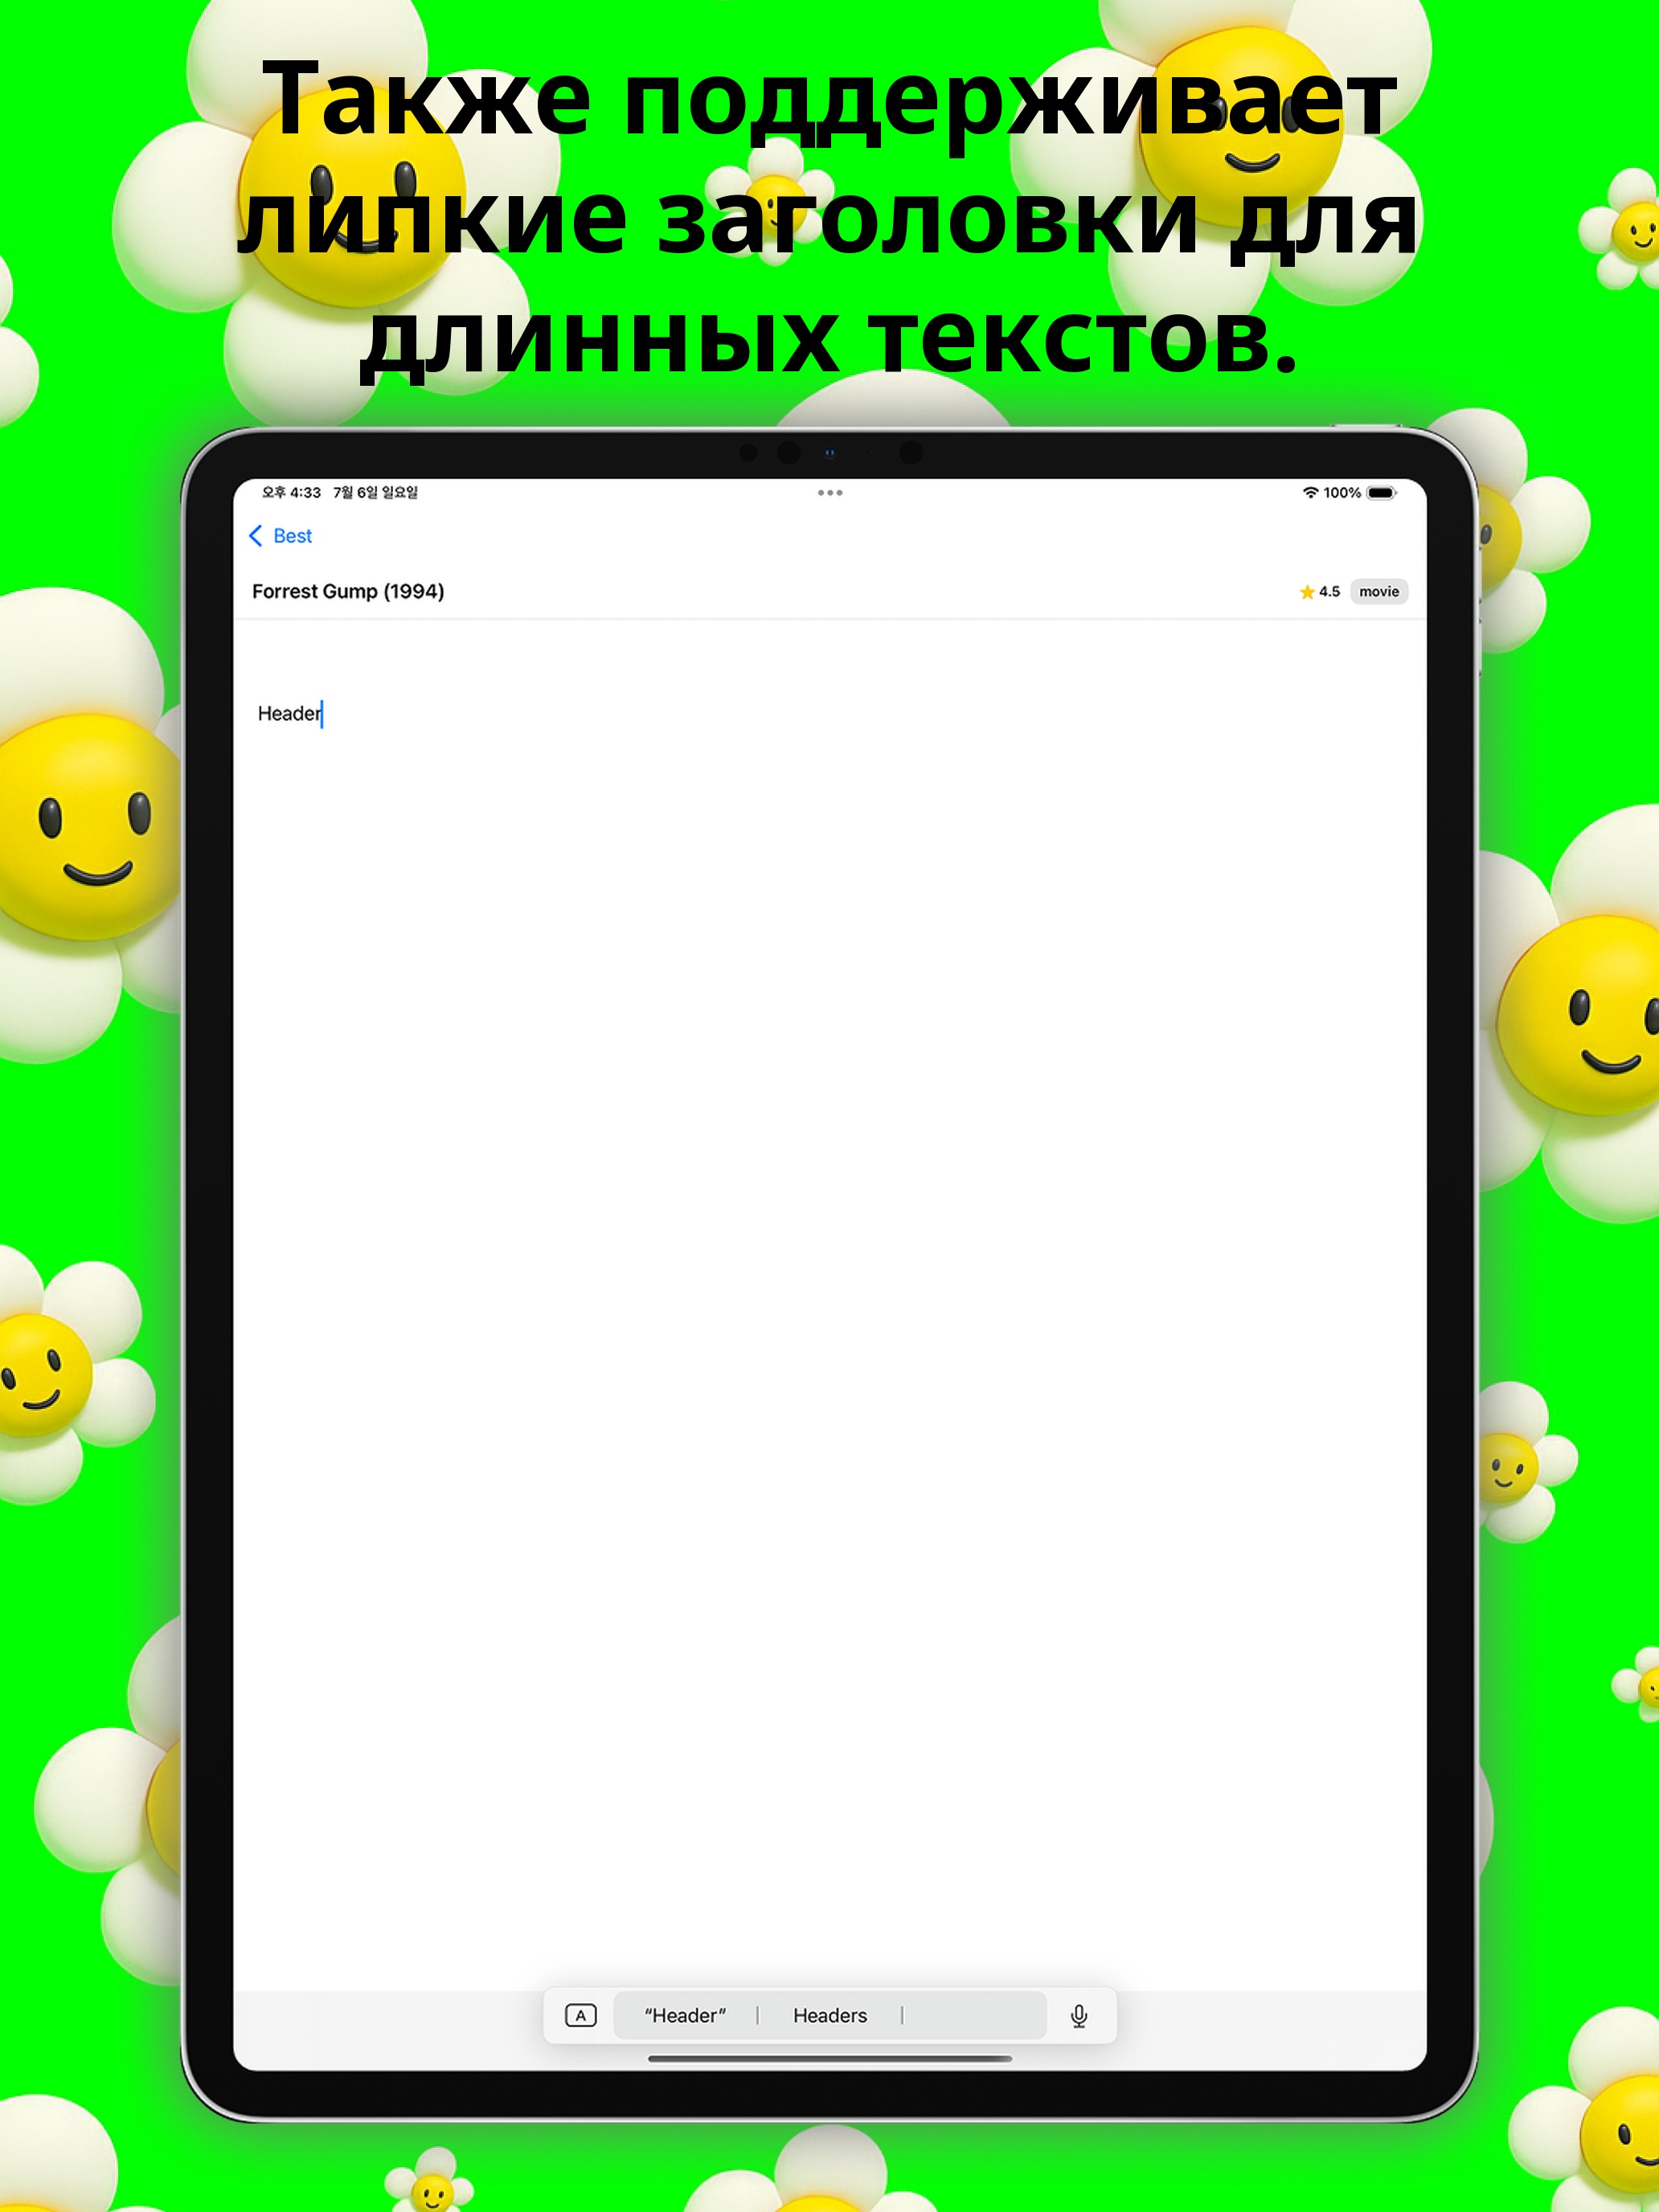 Также поддерживает
липкие заголовки для
длинных текстов.
오후 4:33 7월 6일 일요일
100%
Best
Forrest Gump (1994)
4.5 movie
Header
A "Header" Headers